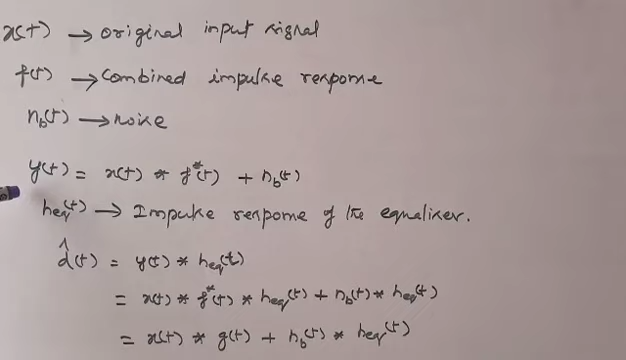 x(t) → original input signal
f(t) → combined impulse response
n_b(t) → noise
y(t) = x(t) * f*(t) + n_b(t)
h_eq(t) → Impulse response of the equaliser.
d̂(t) = y(t) * h_eq(t)
= x(t) * f*(t) * h_eq(t) + n_b(t) * h_eq(t)
= x(t) * g(t) + n_b(t) * h_eq(t)